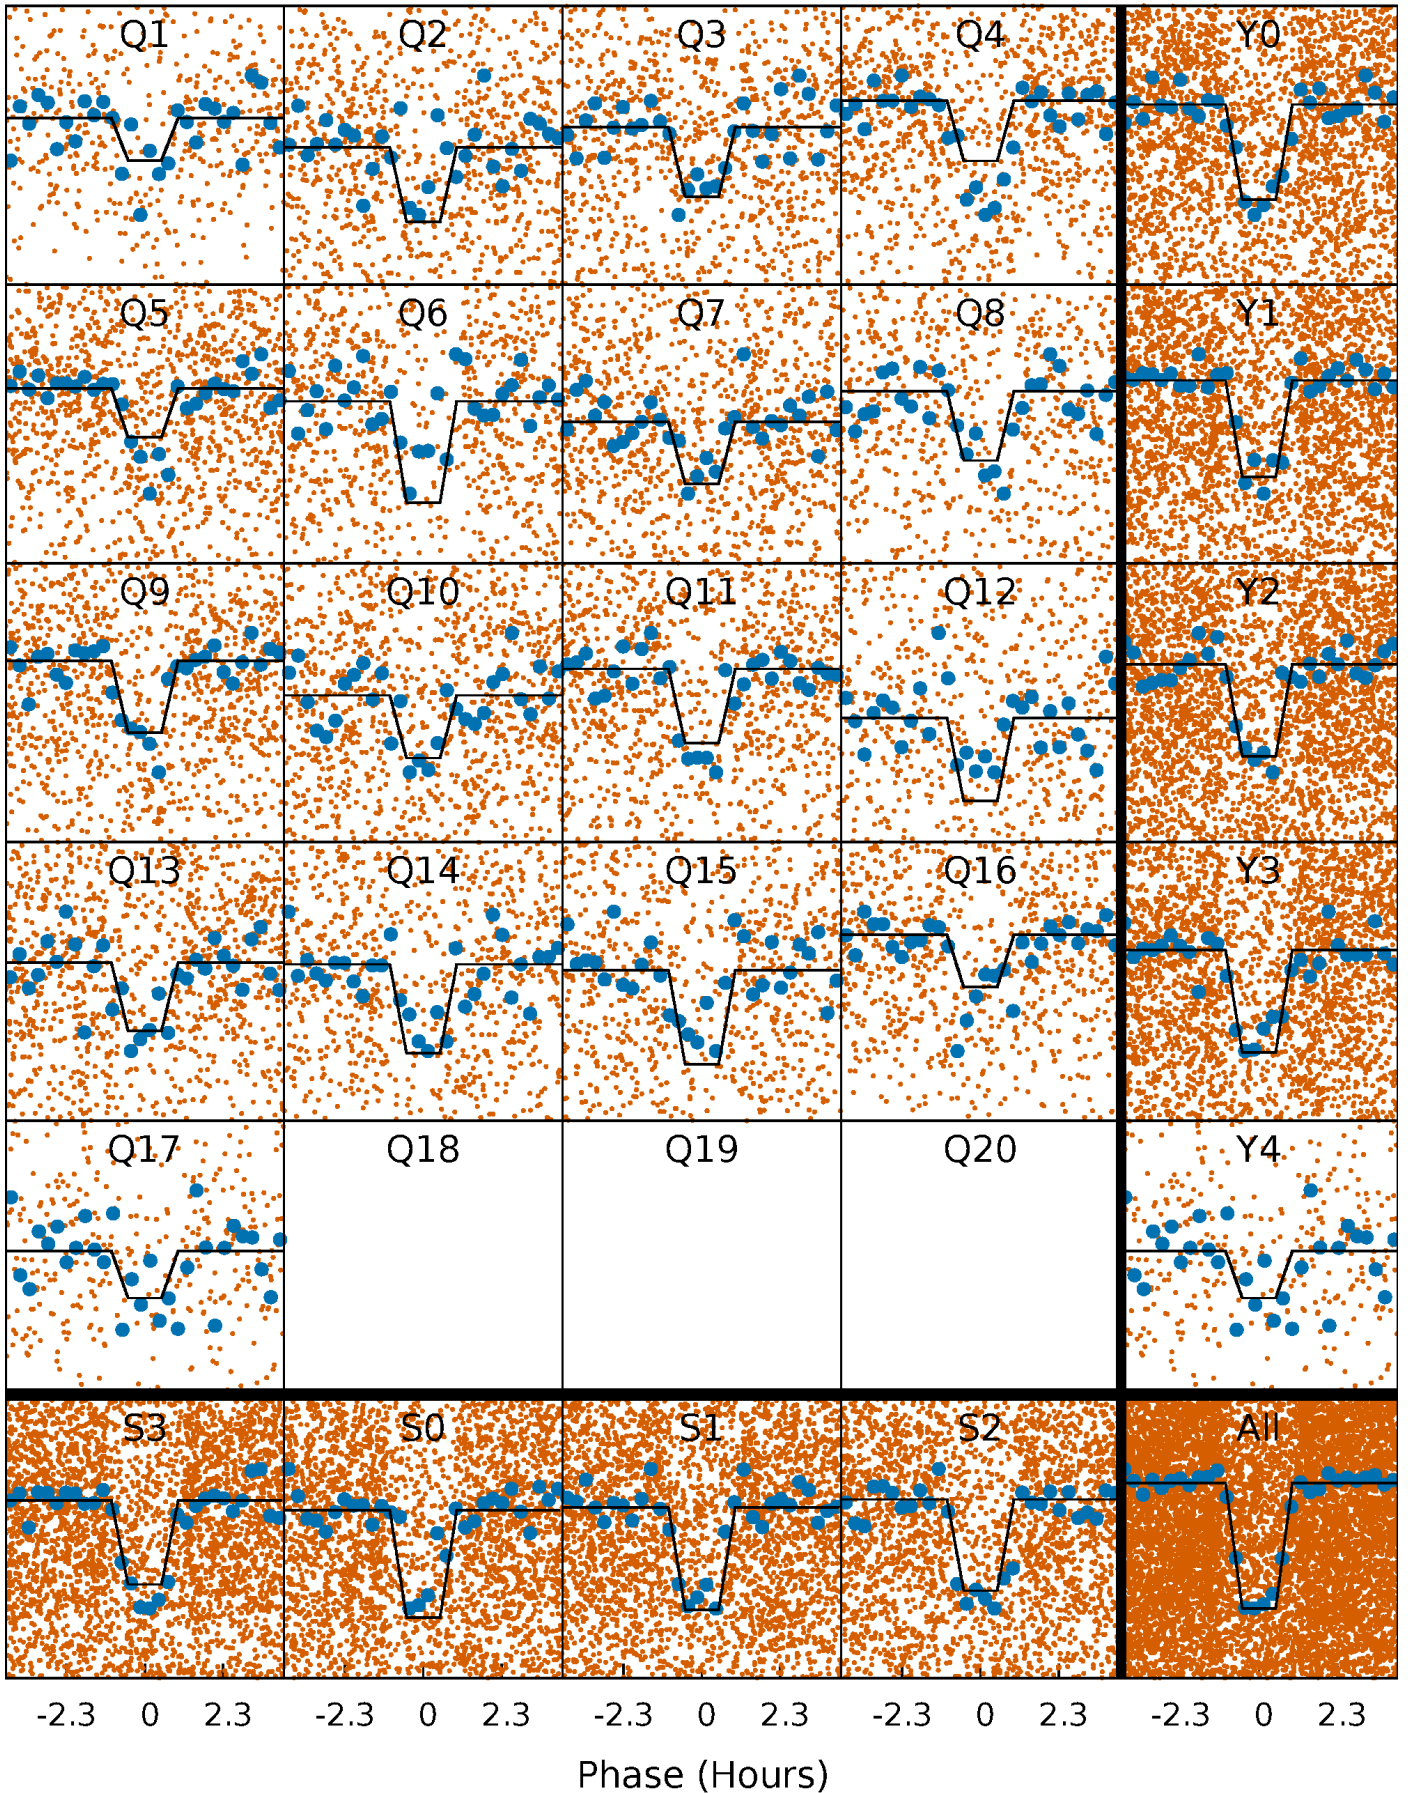 Q1 Q2 Q3 Q4 Y0
Q5 Q6 Q7 Q8 Y1
Q9 Q10 Q11 Q12 Y2
Q13 Q14 Q15 Q16 Y3
Q17 Q18 Q19 Q20 Y4
S3 S0 S1 S2 All
-2.3 0 2.3 -2.3 0 2.3 -2.3 0 2.3 -2.3 0 2.3 -2.3 0 2.3
Phase (Hours)